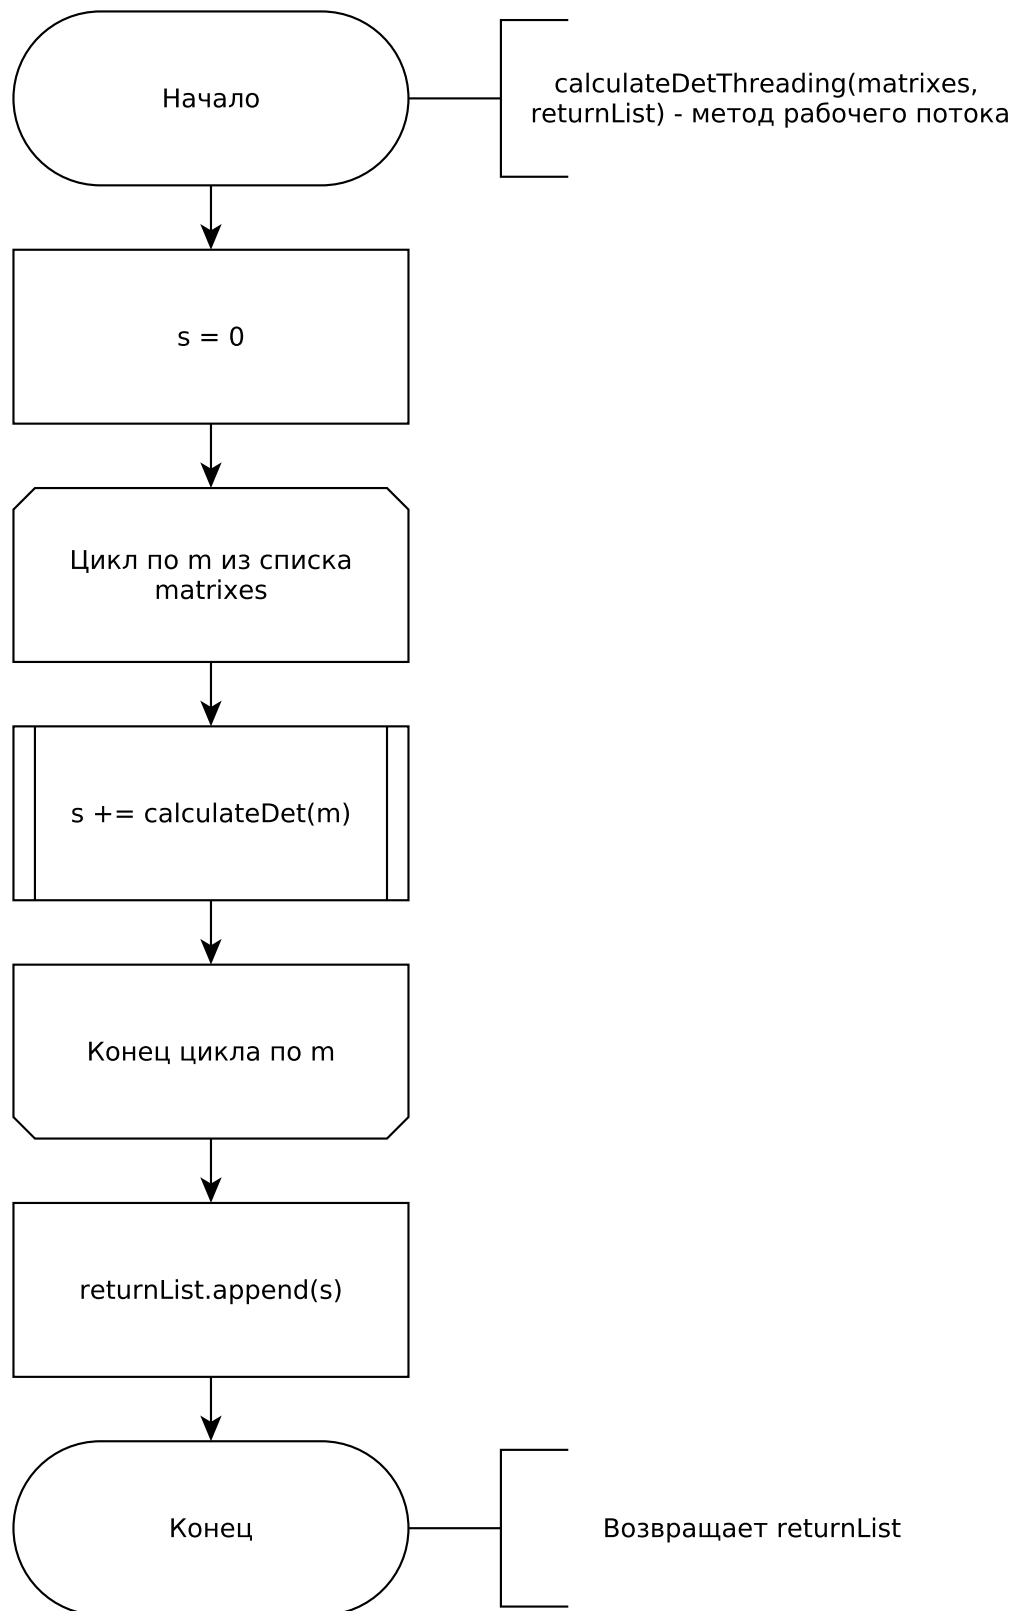 Начало
calculateDetThreading(matrixes,
returnList) - метод рабочего потока
s = 0
Цикл по m из списка
matrixes
s += calculateDet(m)
Конец цикла по m
returnList.append(s)
Конец
Возвращает returnList